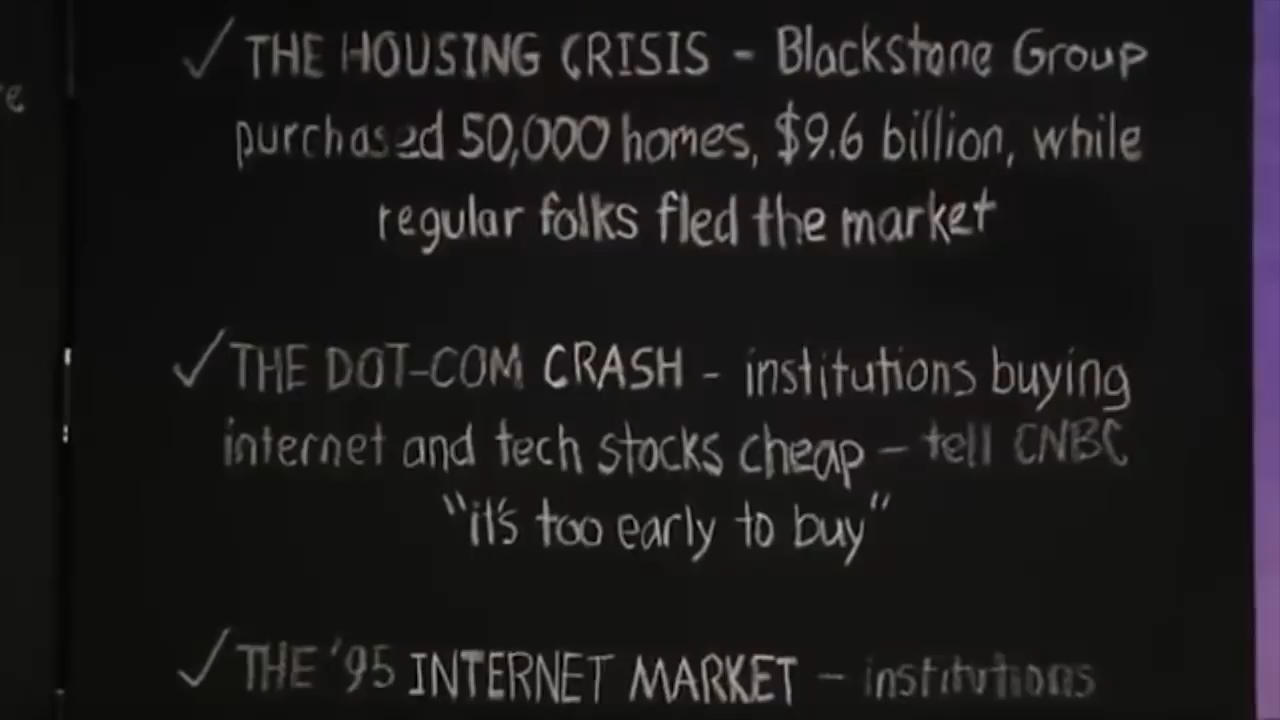 ✓ THE HOUSING CRISIS - Blackstone Group
purchased 50,000 homes, $9.6 billion, while
regular folks fled the market
✓ THE DOT-COM CRASH - institutions buying
internet and tech stocks cheap - tell CNBC
"it's too early to buy"
✓ THE '95 INTERNET MARKET - institutions